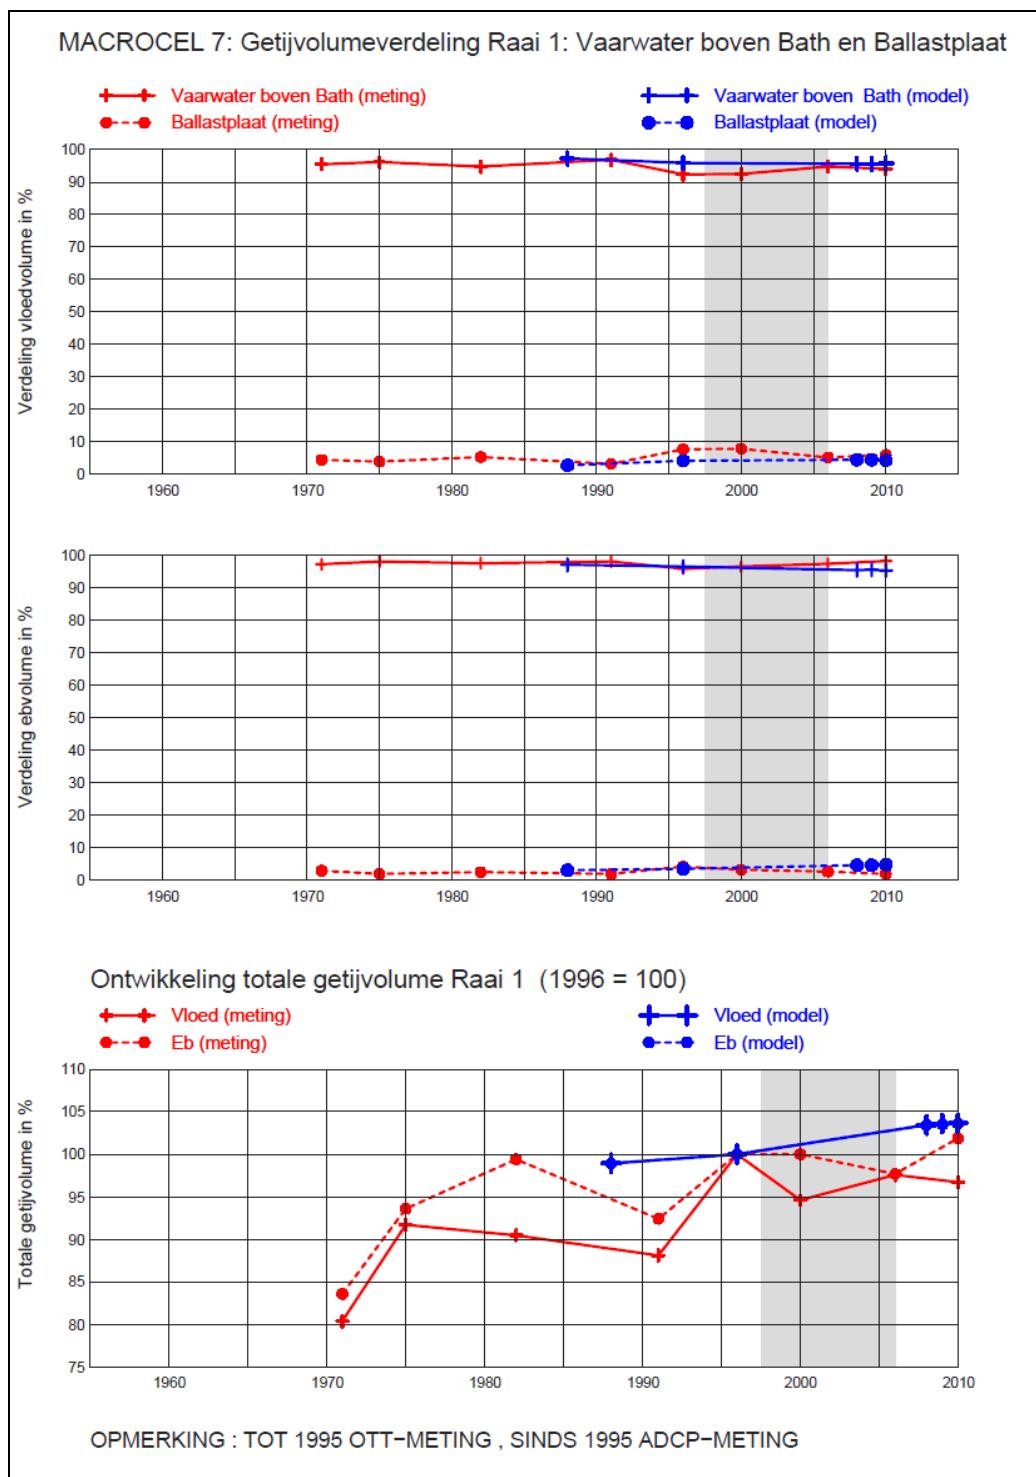 MACROCEL 7: Getijvolumeverdeling Raai 1: Vaarwater boven Bath en Ballastplaat
Vaarwater boven Bath (meting)
Vaarwater boven Bath (model)
Ballastplaat (meting)
Ballastplaat (model)
Verdeling vloedvolume in %
100
90
80
70
60
50
40
30
20
10
0
1960 1970 1980 1990 2000 2010
Verdeling ebvolume in %
100
90
80
70
60
50
40
30
20
10
0
1960 1970 1980 1990 2000 2010
Ontwikkeling totale getijvolume Raai 1 (1996 = 100)
Vloed (meting)
Vloed (model)
Eb (meting)
Eb (model)
Totale getijvolume in %
110
105
100
95
90
85
80
75
1960 1970 1980 1990 2000 2010
OPMERKING : TOT 1995 OTT−METING , SINDS 1995 ADCP−METING